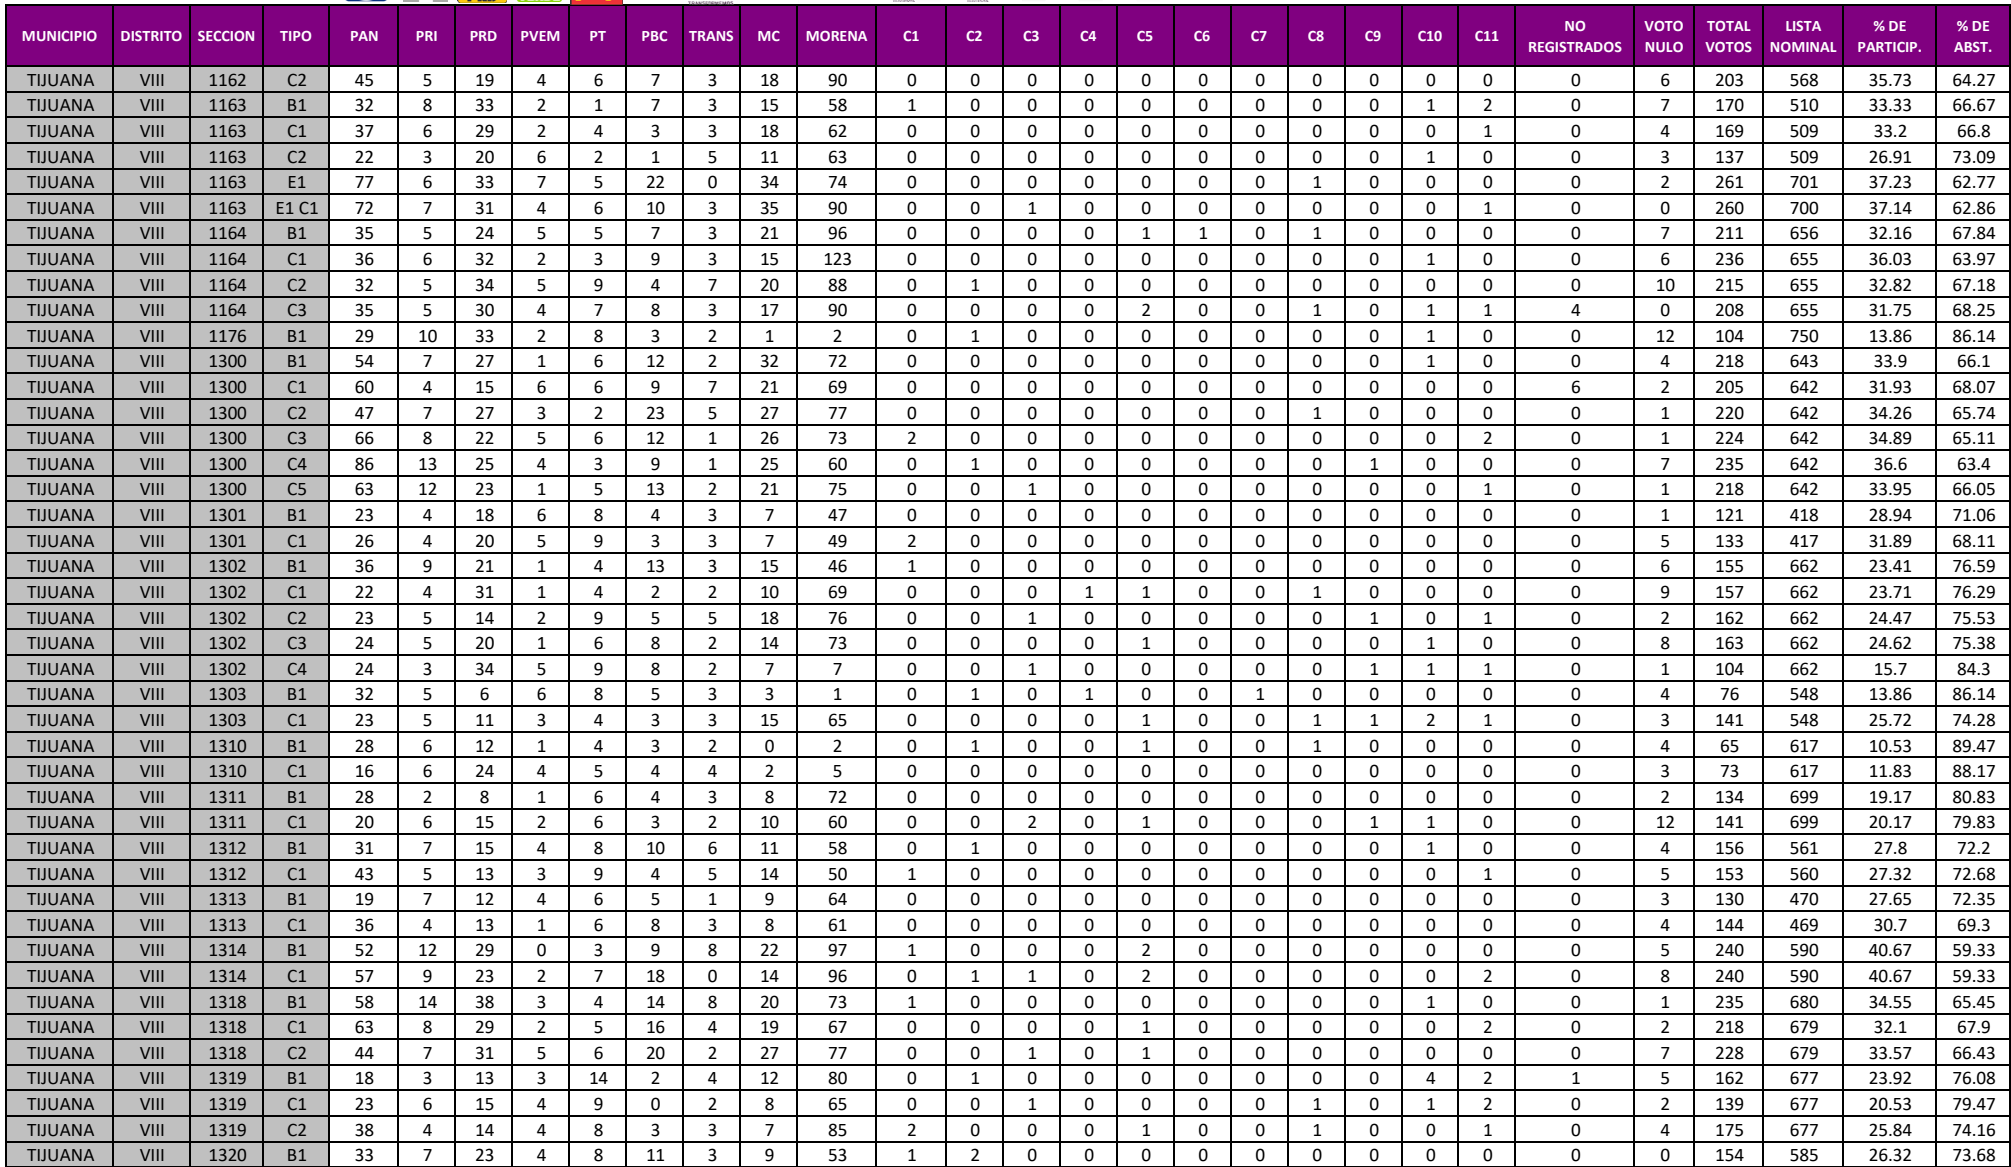 MUNICIPIO DISTRITO SECCION TIPO PAN PRI PRD PVEM PT PBC TRANS MC MORENA C1 C2 C3 C4 C5 C6 C7 C8 C9 C10 C11 NO REGISTRADOS VOTO NULO TOTAL VOTOS LISTA NOMINAL % DE PARTICIP. % DE ABST.
TIJUANA VIII 1162 C2 45 5 19 4 6 7 3 18 90 0 0 0 0 0 0 0 0 0 0 0 0 6 203 568 35.73 64.27
TIJUANA VIII 1163 B1 32 8 33 2 1 7 3 15 58 1 0 0 0 0 0 0 0 0 1 2 0 7 170 510 33.33 66.67
TIJUANA VIII 1163 C1 37 6 29 2 4 3 3 18 62 0 0 0 0 0 0 0 0 0 0 1 0 4 169 509 33.2 66.8
TIJUANA VIII 1163 C2 22 3 20 6 2 1 5 11 63 0 0 0 0 0 0 0 0 0 1 0 0 3 137 509 26.91 73.09
TIJUANA VIII 1163 E1 77 6 33 7 5 22 0 34 74 0 0 0 0 0 0 0 1 0 0 0 0 2 261 701 37.23 62.77
TIJUANA VIII 1163 E1 C1 72 7 31 4 6 10 3 35 90 0 0 1 0 0 0 0 0 0 0 1 0 0 260 700 37.14 62.86
TIJUANA VIII 1164 B1 35 5 24 5 5 7 3 21 96 0 0 0 0 1 1 0 1 0 0 0 0 7 211 656 32.16 67.84
TIJUANA VIII 1164 C1 36 6 32 2 3 9 3 15 123 0 0 0 0 0 0 0 0 0 1 0 0 6 236 655 36.03 63.97
TIJUANA VIII 1164 C2 32 5 34 5 9 4 7 20 88 0 1 0 0 0 0 0 0 0 0 0 0 10 215 655 32.82 67.18
TIJUANA VIII 1164 C3 35 5 30 4 7 8 3 17 90 0 0 0 0 2 0 0 1 0 1 1 4 0 208 655 31.75 68.25
TIJUANA VIII 1176 B1 29 10 33 2 8 3 2 1 2 0 1 0 0 0 0 0 0 0 1 0 0 12 104 750 13.86 86.14
TIJUANA VIII 1300 B1 54 7 27 1 6 12 2 32 72 0 0 0 0 0 0 0 0 0 1 0 0 4 218 643 33.9 66.1
TIJUANA VIII 1300 C1 60 4 15 6 6 9 7 21 69 0 0 0 0 0 0 0 0 0 0 0 6 2 205 642 31.93 68.07
TIJUANA VIII 1300 C2 47 7 27 3 2 23 5 27 77 0 0 0 0 0 0 0 1 0 0 0 0 1 220 642 34.26 65.74
TIJUANA VIII 1300 C3 66 8 22 5 6 12 1 26 73 2 0 0 0 0 0 0 0 0 0 2 0 1 224 642 34.89 65.11
TIJUANA VIII 1300 C4 86 13 25 4 3 9 1 25 60 0 1 0 0 0 0 0 0 1 0 0 0 7 235 642 36.6 63.4
TIJUANA VIII 1300 C5 63 12 23 1 5 13 2 21 75 0 0 1 0 0 0 0 0 0 0 1 0 1 218 642 33.95 66.05
TIJUANA VIII 1301 B1 23 4 18 6 8 4 3 7 47 0 0 0 0 0 0 0 0 0 0 0 0 1 121 418 28.94 71.06
TIJUANA VIII 1301 C1 26 4 20 5 9 3 3 7 49 2 0 0 0 0 0 0 0 0 0 0 0 5 133 417 31.89 68.11
TIJUANA VIII 1302 B1 36 9 21 1 4 13 3 15 46 1 0 0 0 0 0 0 0 0 0 0 0 6 155 662 23.41 76.59
TIJUANA VIII 1302 C1 22 4 31 1 4 2 2 10 69 0 0 0 1 1 0 0 1 0 0 0 0 9 157 662 23.71 76.29
TIJUANA VIII 1302 C2 23 5 14 2 9 5 5 18 76 0 0 1 0 0 0 0 0 1 0 1 0 2 162 662 24.47 75.53
TIJUANA VIII 1302 C3 24 5 20 1 6 8 2 14 73 0 0 0 0 1 0 0 0 0 1 0 0 8 163 662 24.62 75.38
TIJUANA VIII 1302 C4 24 3 34 5 9 8 2 7 7 0 0 1 0 0 0 0 0 1 1 1 0 1 104 662 15.7 84.3
TIJUANA VIII 1303 B1 32 5 6 6 8 5 3 3 1 0 1 0 1 0 0 1 0 0 0 0 0 4 76 548 13.86 86.14
TIJUANA VIII 1303 C1 23 5 11 3 4 3 3 15 65 0 0 0 0 1 0 0 1 1 2 1 0 3 141 548 25.72 74.28
TIJUANA VIII 1310 B1 28 6 12 1 4 3 2 0 2 0 1 0 0 1 0 0 1 0 0 0 0 4 65 617 10.53 89.47
TIJUANA VIII 1310 C1 16 6 24 4 5 4 4 2 5 0 0 0 0 0 0 0 0 0 0 0 0 3 73 617 11.83 88.17
TIJUANA VIII 1311 B1 28 2 8 1 6 4 3 8 72 0 0 0 0 0 0 0 0 0 0 0 0 2 134 699 19.17 80.83
TIJUANA VIII 1311 C1 20 6 15 2 6 3 2 10 60 0 0 2 0 1 0 0 0 1 1 0 0 12 141 699 20.17 79.83
TIJUANA VIII 1312 B1 31 7 15 4 8 10 6 11 58 0 1 0 0 0 0 0 0 0 1 0 0 4 156 561 27.8 72.2
TIJUANA VIII 1312 C1 43 5 13 3 9 4 5 14 50 1 0 0 0 0 0 0 0 0 0 1 0 5 153 560 27.32 72.68
TIJUANA VIII 1313 B1 19 7 12 4 6 5 1 9 64 0 0 0 0 0 0 0 0 0 0 0 0 3 130 470 27.65 72.35
TIJUANA VIII 1313 C1 36 4 13 1 6 8 3 8 61 0 0 0 0 0 0 0 0 0 0 0 0 4 144 469 30.7 69.3
TIJUANA VIII 1314 B1 52 12 29 0 3 9 8 22 97 1 0 0 0 2 0 0 0 0 0 0 0 5 240 590 40.67 59.33
TIJUANA VIII 1314 C1 57 9 23 2 7 18 0 14 96 0 1 1 0 2 0 0 0 0 0 2 0 8 240 590 40.67 59.33
TIJUANA VIII 1318 B1 58 14 38 3 4 14 8 20 73 1 0 0 0 0 0 0 0 0 1 0 0 1 235 680 34.55 65.45
TIJUANA VIII 1318 C1 63 8 29 2 5 16 4 19 67 0 0 0 0 1 0 0 0 0 0 2 0 2 218 679 32.1 67.9
TIJUANA VIII 1318 C2 44 7 31 5 6 20 2 27 77 0 0 1 0 1 0 0 0 0 0 0 0 7 228 679 33.57 66.43
TIJUANA VIII 1319 B1 18 3 13 3 14 2 4 12 80 0 1 0 0 0 0 0 0 0 4 2 1 5 162 677 23.92 76.08
TIJUANA VIII 1319 C1 23 6 15 4 9 0 2 8 65 0 0 1 0 0 0 0 1 0 1 2 0 2 139 677 20.53 79.47
TIJUANA VIII 1319 C2 38 4 14 4 8 3 3 7 85 2 0 0 0 1 0 0 1 0 0 1 0 4 175 677 25.84 74.16
TIJUANA VIII 1320 B1 33 7 23 4 8 11 3 9 53 1 2 0 0 0 0 0 0 0 0 0 0 0 154 585 26.32 73.68